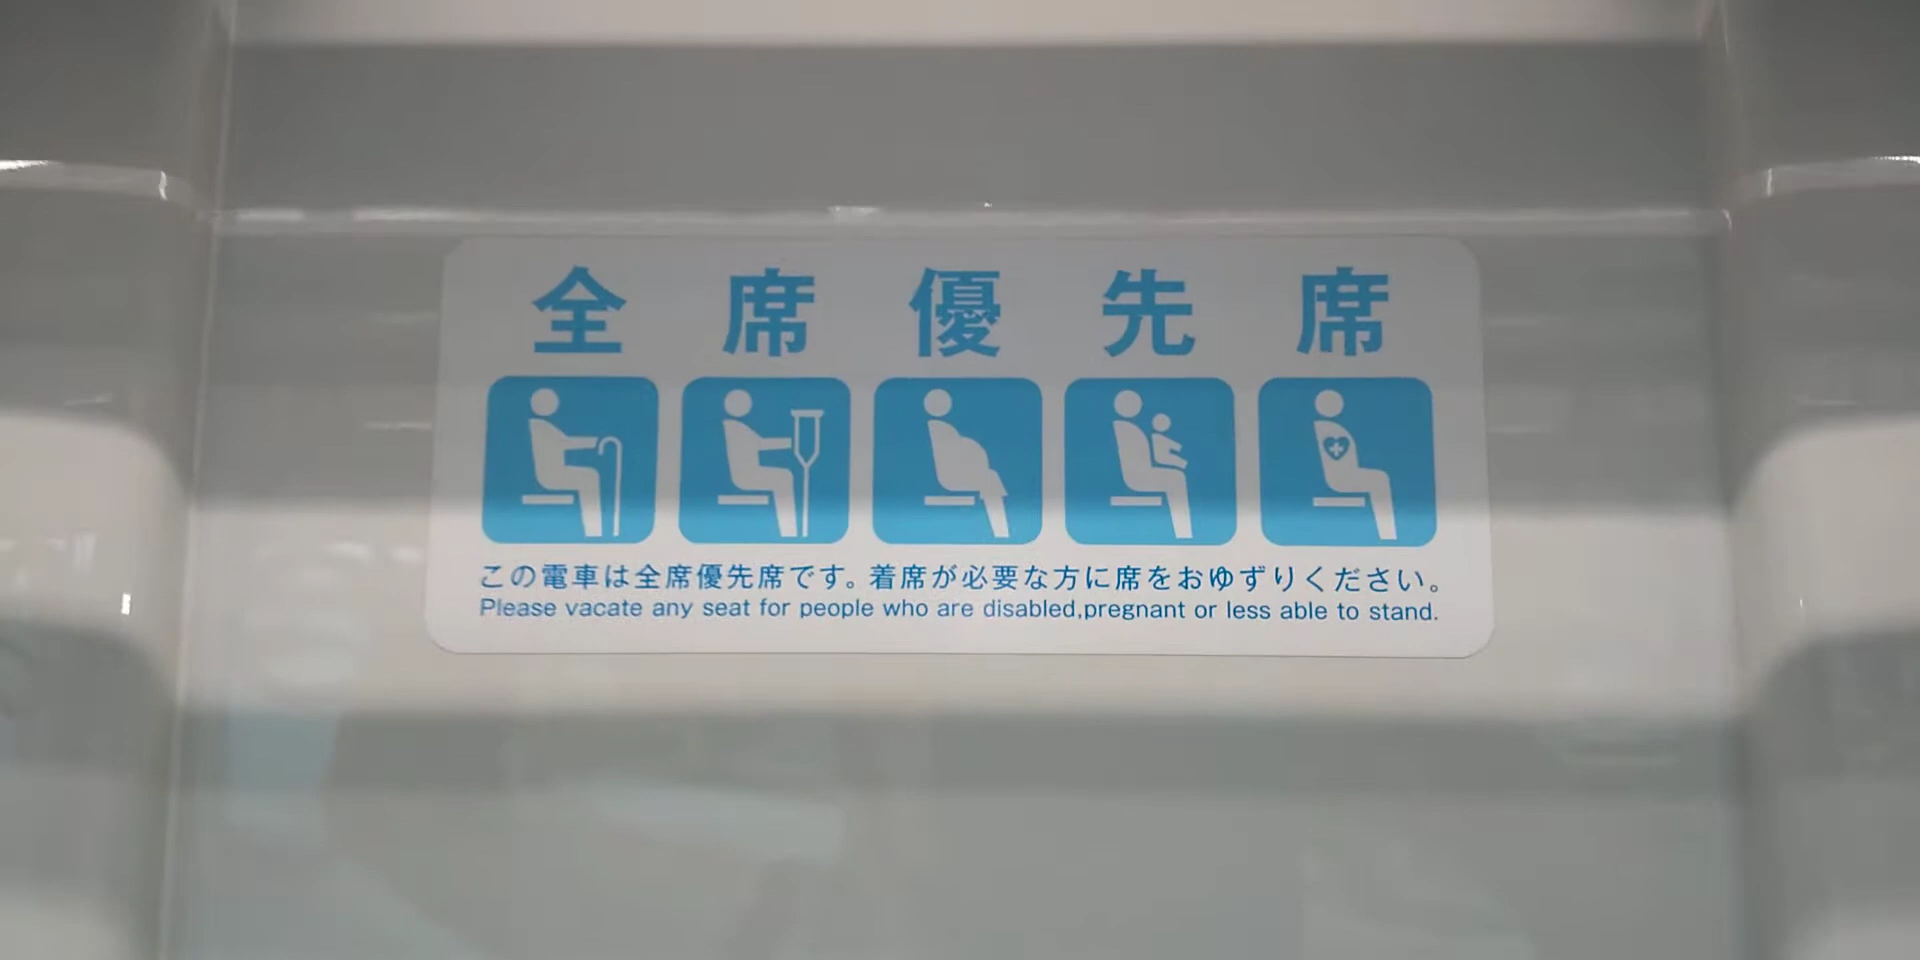 全席優先席
この電車は全席優先席です。着席が必要な方に席をおゆずりください。
Please vacate any seat for people who are disabled,pregnant or less able to stand.